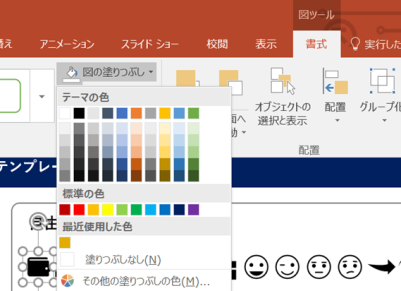 図ツール
替え アニメーション スライド ショー 校閲 表示 書式 実行した
図の塗りつぶし
オブジェクトの 選択と表示
配置
グループ化
面へ
動
配置
テーマの色
テンプレー
標準の色
最近使用した色
塗りつぶしなし(N)
その他の塗りつぶしの色(M)...